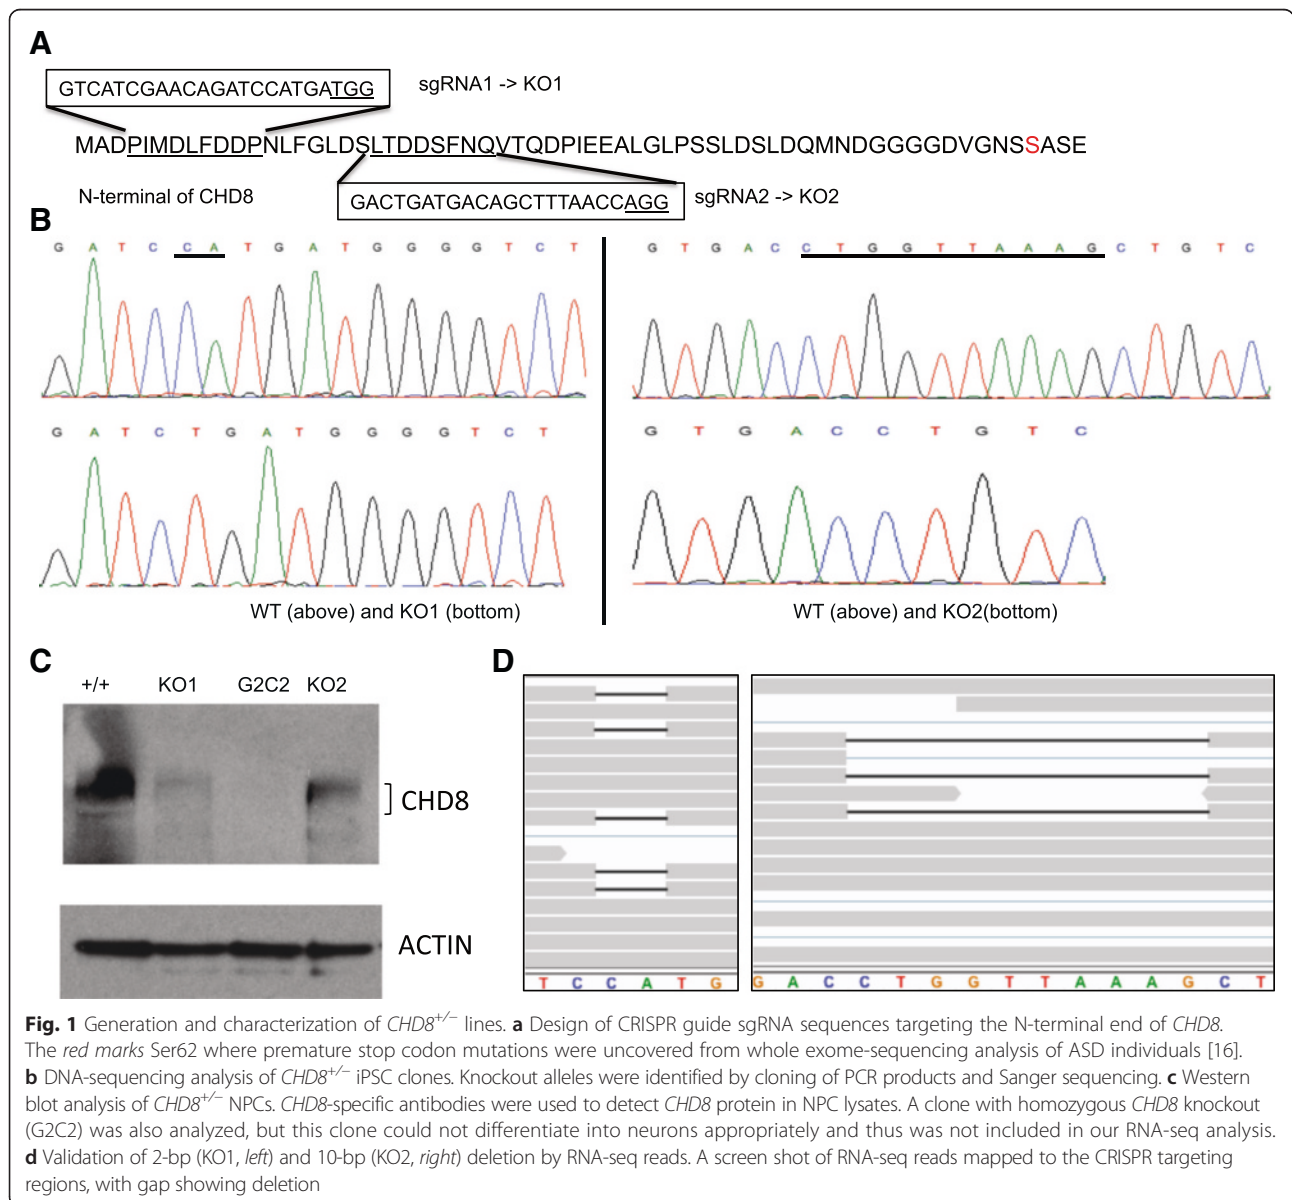 A
GTCATCGAACAGATCCATGATGG
sgRNA1 -> KO1
MADPIMDLFDDPNLFGLDSLTDDSFNQVTQDPIEEALGLPSSLDSLDQMNDGGGGDVGNSSASE
N-terminal of CHD8
GACTGATGACAGCTTTAACCAGG
sgRNA2 -> KO2
B
G A T C C A T G A T G G G G T C T
G T G A C C T G G T T A A A G C T G T C
G A T C T G A T G G G G T C T
G T G A C C T G T C
WT (above) and KO1 (bottom)
WT (above) and KO2(bottom)
C
+/+ KO1 G2C2 KO2
CHD8
ACTIN
D
T C C A T G
G A C C T G G T T A A A G C T
Fig. 1 Generation and characterization of CHD8+/− lines. a Design of CRISPR guide sgRNA sequences targeting the N-terminal end of CHD8.
The red marks Ser62 where premature stop codon mutations were uncovered from whole exome-sequencing analysis of ASD individuals [16].
b DNA-sequencing analysis of CHD8+/− iPSC clones. Knockout alleles were identified by cloning of PCR products and Sanger sequencing. c Western
blot analysis of CHD8+/− NPCs. CHD8-specific antibodies were used to detect CHD8 protein in NPC lysates. A clone with homozygous CHD8 knockout
(G2C2) was also analyzed, but this clone could not differentiate into neurons appropriately and thus was not included in our RNA-seq analysis.
d Validation of 2-bp (KO1, left) and 10-bp (KO2, right) deletion by RNA-seq reads. A screen shot of RNA-seq reads mapped to the CRISPR targeting
regions, with gap showing deletion